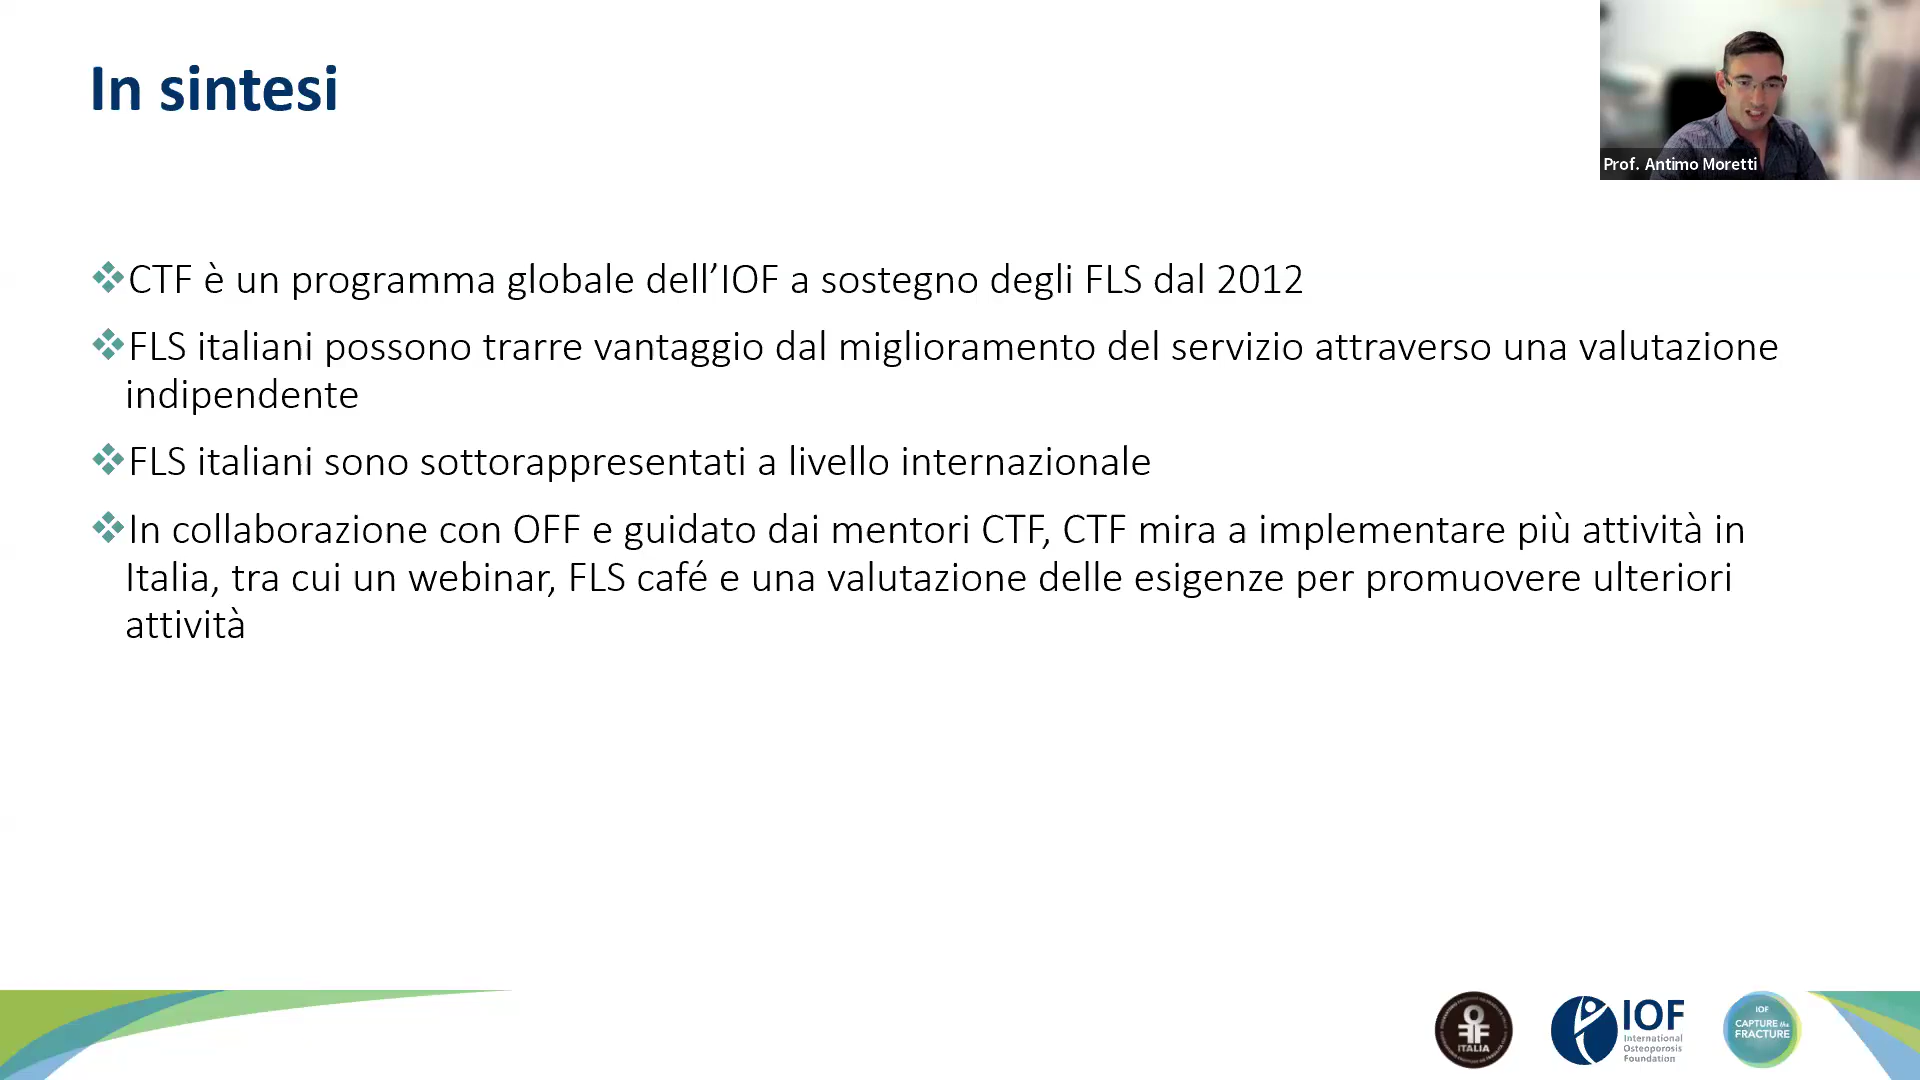 In sintesi
Prof. Antimo Moretti
CTF è un programma globale dell’IOF a sostegno degli FLS dal 2012
FLS italiani possono trarre vantaggio dal miglioramento del servizio attraverso una valutazione
indipendente
FLS italiani sono sottorappresentati a livello internazionale
In collaborazione con OFF e guidato dai mentori CTF, CTF mira a implementare più attività in
Italia, tra cui un webinar, FLS café e una valutazione delle esigenze per promuovere ulteriori
attività
OFF
ITALIA
IOF
International
Osteoporosis
Foundation
IOF
CAPTURE the
FRACTURE